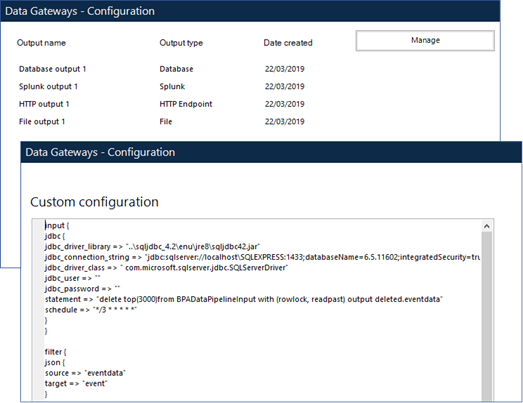 Data Gateways - Configuration
Output name Output type Date created Manage
Database output 1 Database 22/03/2019
Splunk output 1 Splunk 22/03/2019
HTTP output 1 HTTP Endpoint 22/03/2019
File output 1 File 22/03/2019
Data Gateways - Configuration
Custom configuration
input {
jdbc {
jdbc_driver_library => "..\sqljdbc_4.2\enu\jre8\sqljdbc42.jar"
jdbc_connection_string => "jdbc:sqlserver://localhost\SQLEXPRESS:1433;databaseName=6.5.11602;integratedSecurity=tru
jdbc_driver_class => " com.microsoft.sqlserver.jdbc.SQLServerDriver"
jdbc_user => ""
jdbc_password => ""
statement => "delete top(3000)from BPADataPipelineInput with (rowlock, readpast) output deleted.eventdata"
schedule => "*/3 * * * * *"
}
}
filter {
json {
source => "eventdata"
target => "event"
}